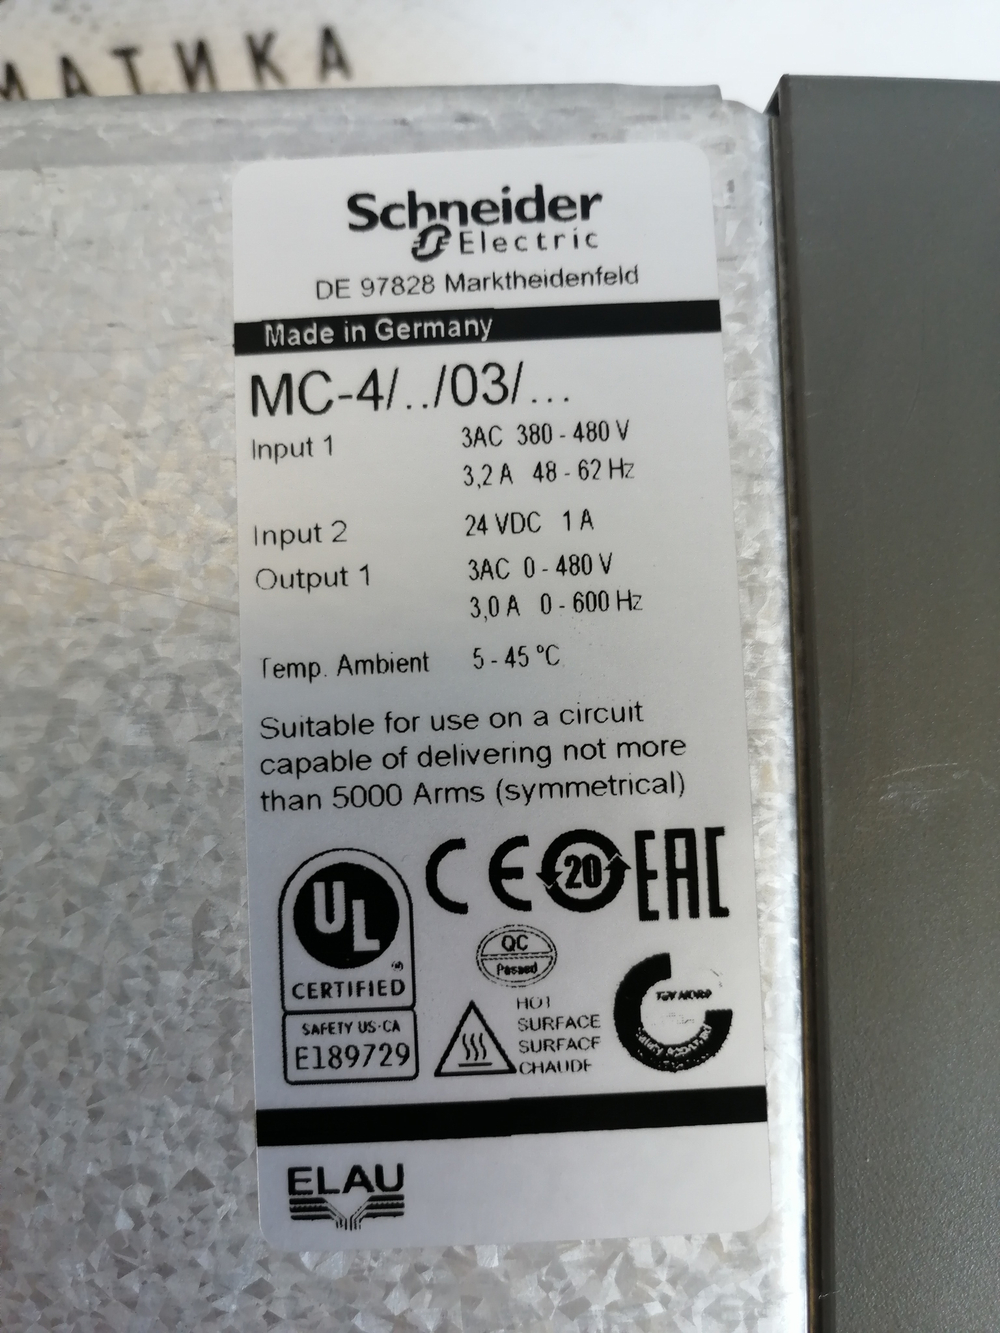 МАТИКА
Schneider
Electric
DE 97828 Marktheidenfeld
Made in Germany
MC-4/../03/...
Input 1 3AC 380 - 480 V
3,2 A 48 - 62 Hz
Input 2 24 VDC 1 A
Output 1 3AC 0 - 480 V
3,0 A 0 - 600 Hz
Temp. Ambient 5 - 45 °C
Suitable for use on a circuit
capable of delivering not more
than 5000 Arms (symmetrical)
UL
CERTIFIED
SAFETY US·CA
E189729
CE 20 EAC
QC
Passed
HOT
SURFACE
SURFACE
CHAUDE
TÜV NORD
ELAU